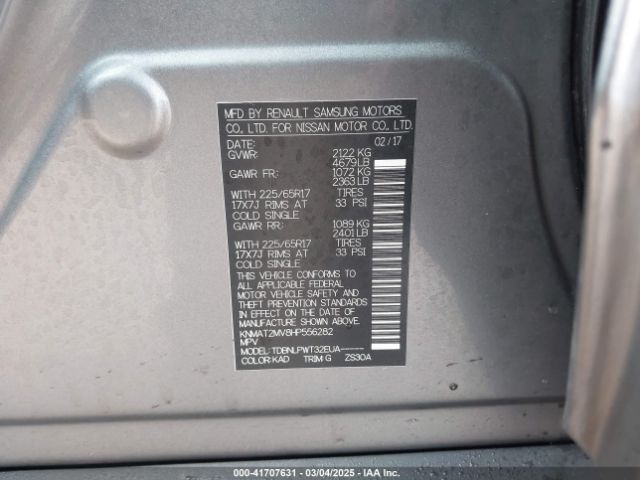 MFD BY RENAULT SAMSUNG MOTORS
CO., LTD. FOR NISSAN MOTOR CO., LTD.
DATE: 02/17
GVWR: 2122 KG
4679 LB
GAWR FR: 1072 KG
2363 LB
WITH 225/65R17 TIRES
17X7J RIMS AT 33 PSI
COLD SINGLE
GAWR RR: 1089 KG
2401 LB
WITH 225/65R17 TIRES
17X7J RIMS AT 33 PSI
COLD SINGLE
THIS VEHICLE CONFORMS TO
ALL APPLICABLE FEDERAL
MOTOR VEHICLE SAFETY AND
THEFT PREVENTION STANDARDS
IN EFFECT ON THE DATE OF
MANUFACTURE SHOWN ABOVE.
KNMAT2MV8HP556282
MPV
MODEL: TDBNLPWT32EUA------
COLOR: KAD TRIM: G ZS30A
000-41707631 - 03/04/2025 - IAA Inc.